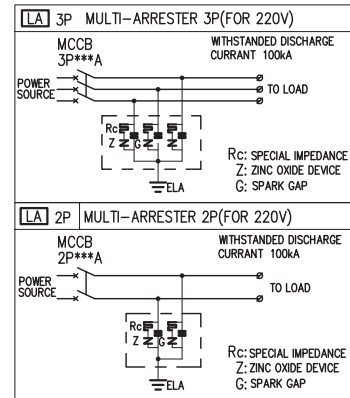 LA 3P MULTI-ARRESTER 3P(FOR 220V)
MCCB
3P***A
WITHSTANDED DISCHARGE
CURRANT 100kA
POWER
SOURCE
TO LOAD
Rc
Z G
Rc: SPECIAL IMPEDANCE
Z: ZINC OXIDE DEVICE
G: SPARK GAP
ELA
LA 2P MULTI-ARRESTER 2P(FOR 220V)
MCCB
2P***A
WITHSTANDED DISCHARGE
CURRANT 100kA
POWER
SOURCE
TO LOAD
Rc
Z G
Rc: SPECIAL IMPEDANCE
Z: ZINC OXIDE DEVICE
G: SPARK GAP
ELA